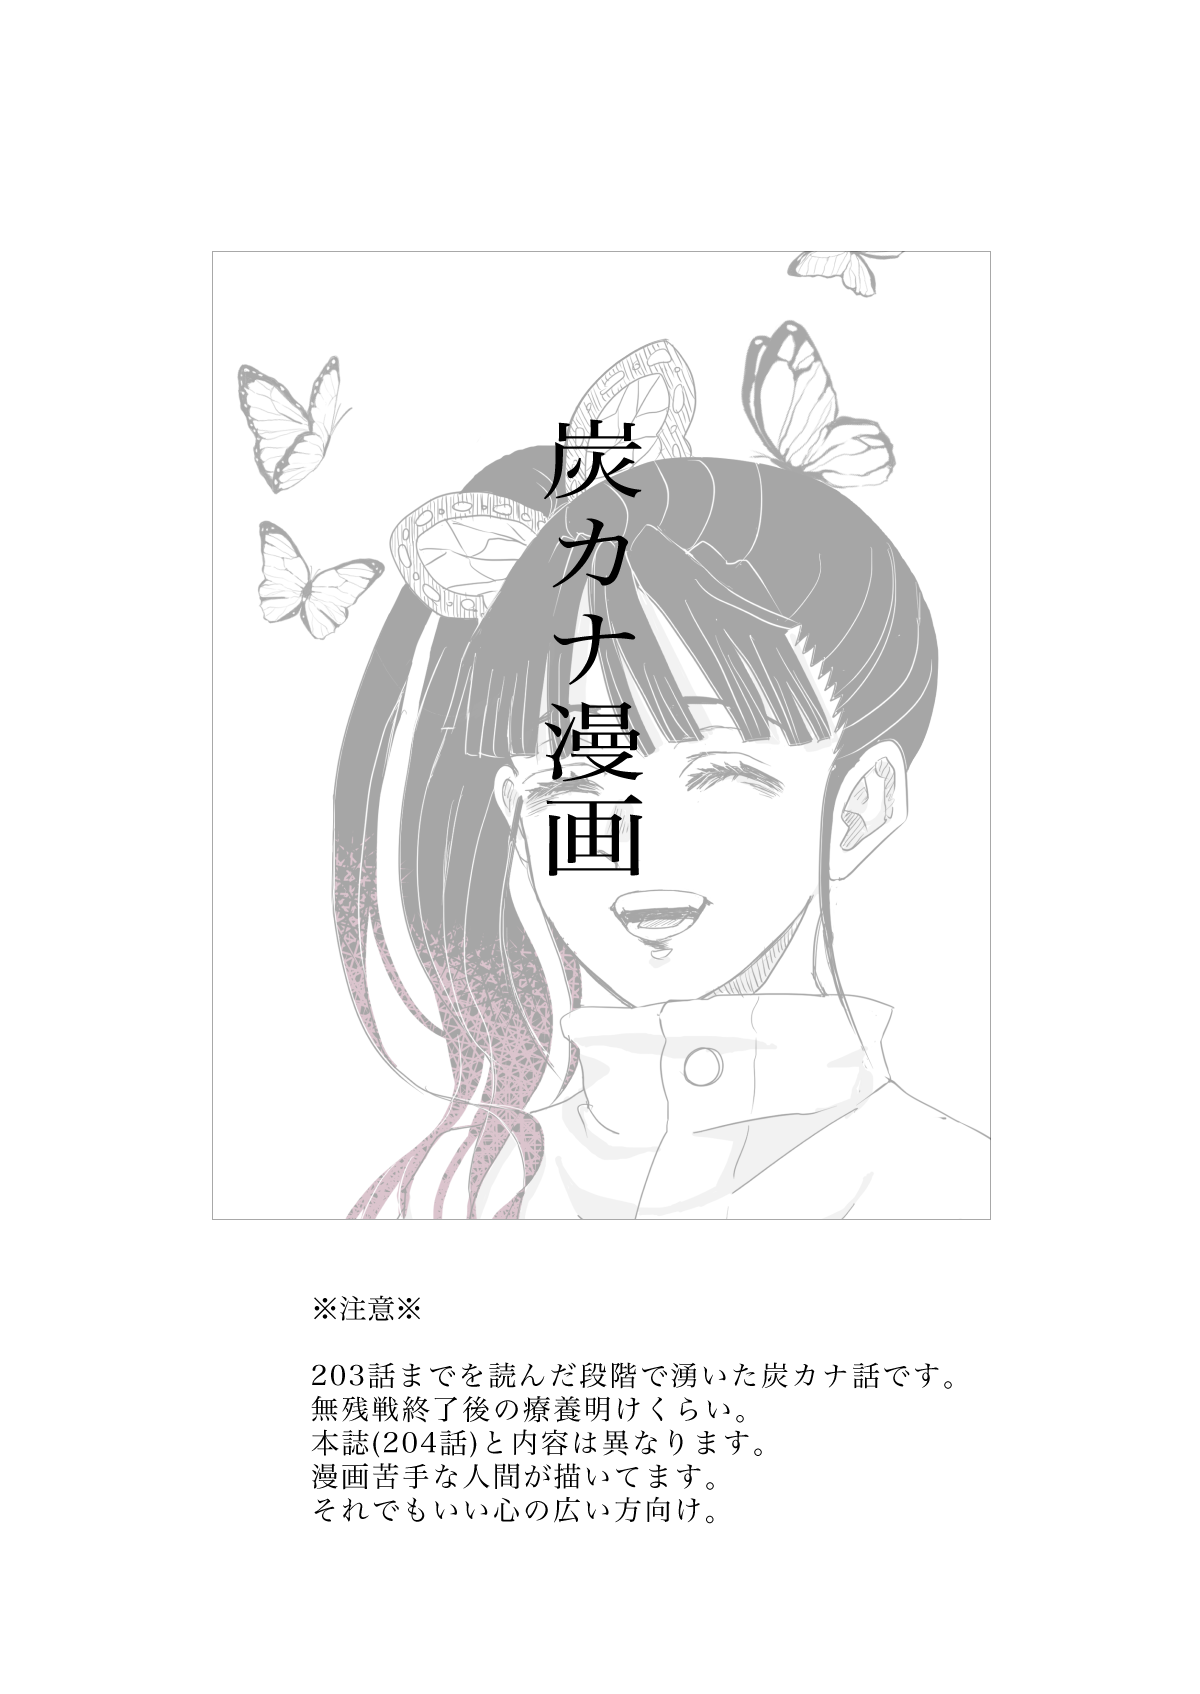 炭カナ漫画
※注意※
203話までを読んだ段階で湧いた炭カナ話です。
無残戦終了後の療養明けくらい。
本誌(204話)と内容は異なります。
漫画苦手な人間が描いてます。
それでもいい心の広い方向け。